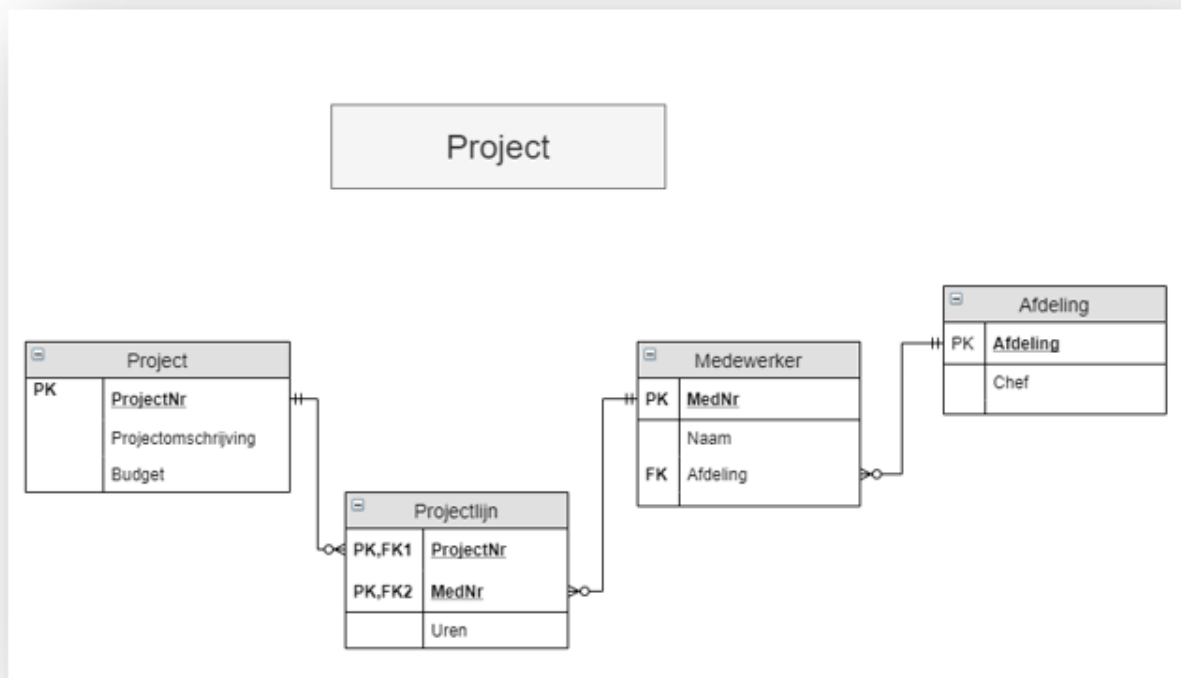 Project
Project
PK ProjectNr
Projectomschrijving
Budget
Projectlijn
PK,FK1 ProjectNr
PK,FK2 MedNr
Uren
Medewerker
PK MedNr
Naam
FK Afdeling
Afdeling
PK Afdeling
Chef